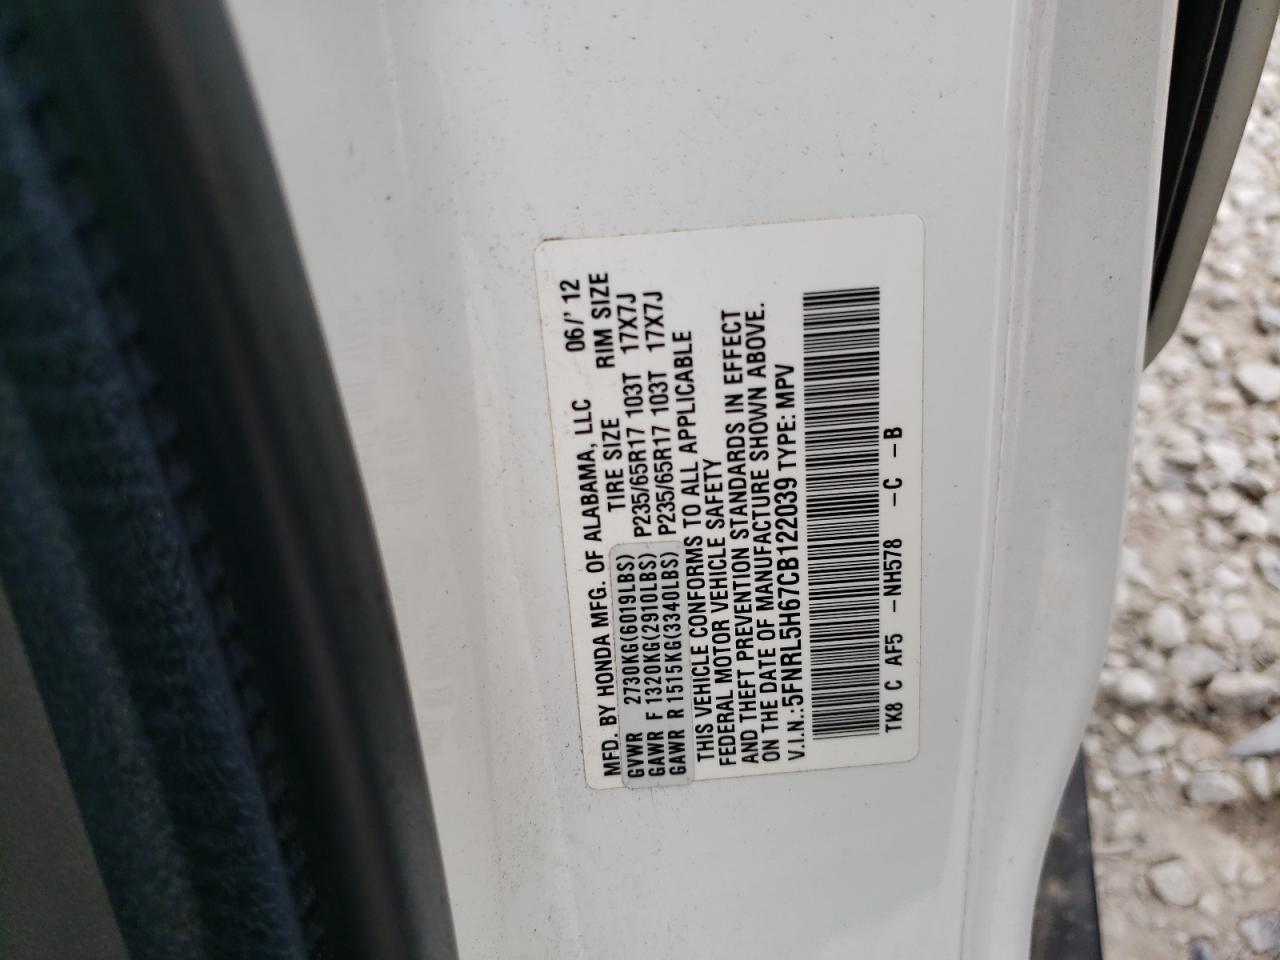 MFD. BY HONDA MFG. OF ALABAMA, LLC 06/'12
TIRE SIZE RIM SIZE
GVWR 2730KG(6019LBS)
GAWR F 1320KG(2910LBS) P235/65R17 103T 17X7J
GAWR R 1515KG(3340LBS) P235/65R17 103T 17X7J
THIS VEHICLE CONFORMS TO ALL APPLICABLE
FEDERAL MOTOR VEHICLE SAFETY
AND THEFT PREVENTION STANDARDS IN EFFECT
ON THE DATE OF MANUFACTURE SHOWN ABOVE.
V.I.N.:5FNRL5H67CB122039 TYPE: MPV
TK8 C AF5 -NH578 -C -B